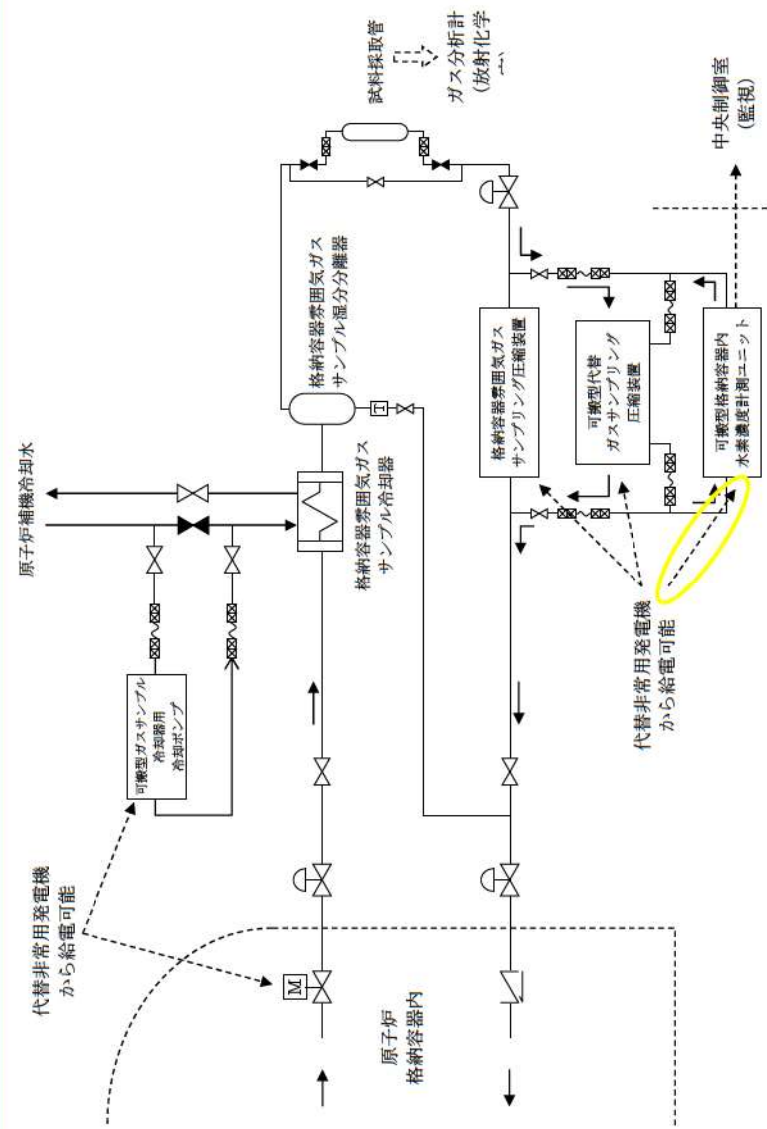 代替非常用発電機
から給電可能
可搬型ガスサンプル
冷却器用
冷却ポンプ
原子炉補機冷却水
格納容器雰囲気ガス
サンプル冷却器
格納容器雰囲気ガス
サンプル湿分分離器
試料採取管
ガス分析計
(放射化学
M
T
原子炉
格納容器内
格納容器雰囲気ガス
サンプリング圧縮装置
可搬型代替
ガスサンプリング
圧縮装置
可搬型格納容器内
水素濃度計測ユニット
代替非常用発電機
から給電可能
中央制御室
(監視)